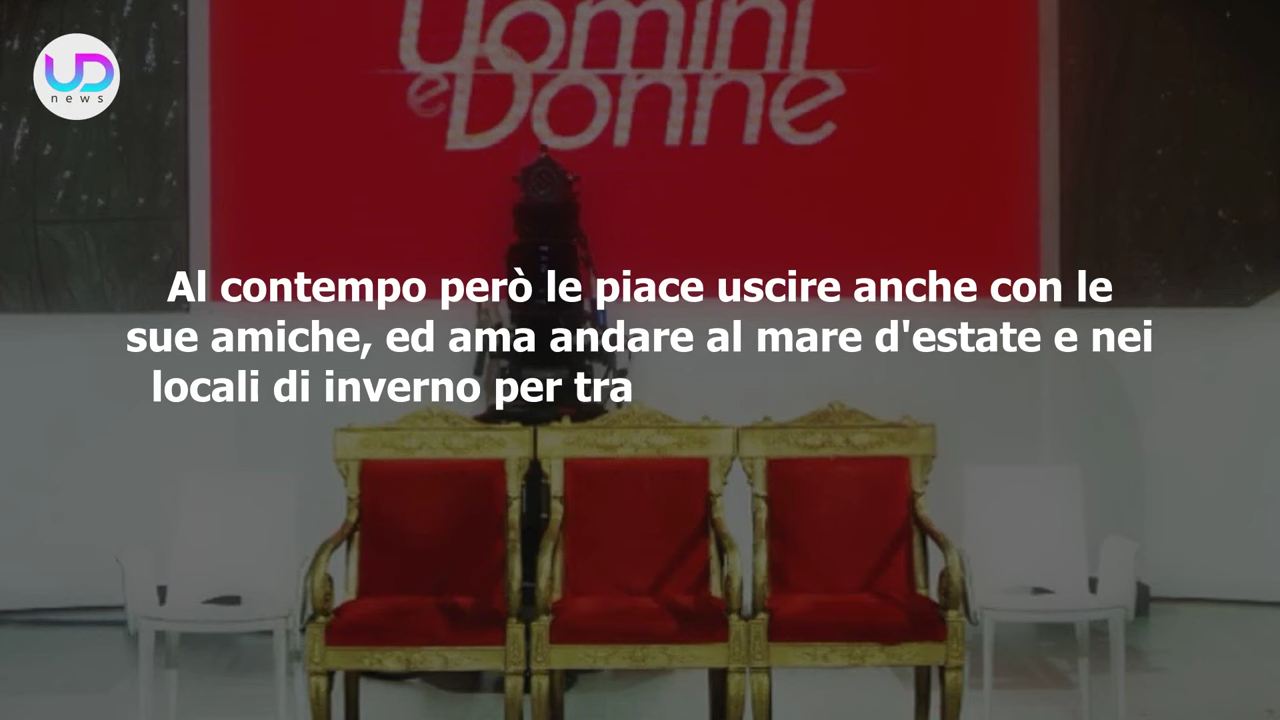 Uomini
e Donne
UD
news
Al contempo però le piace uscire anche con le
sue amiche, ed ama andare al mare d'estate e nei
locali di inverno per tra